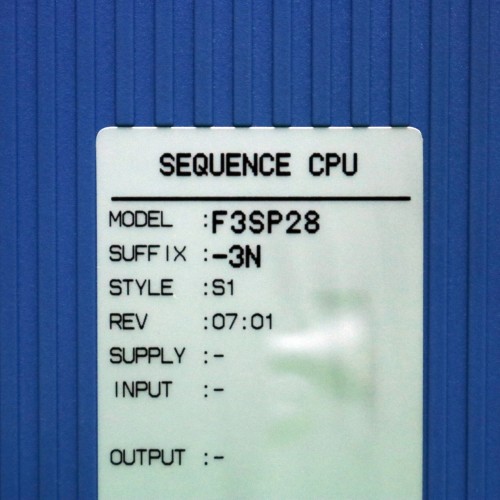 SEQUENCE CPU
MODEL :F3SP28
SUFFIX :-3N
STYLE :S1
REV :07:01
SUPPLY :-
INPUT :-
OUTPUT :-